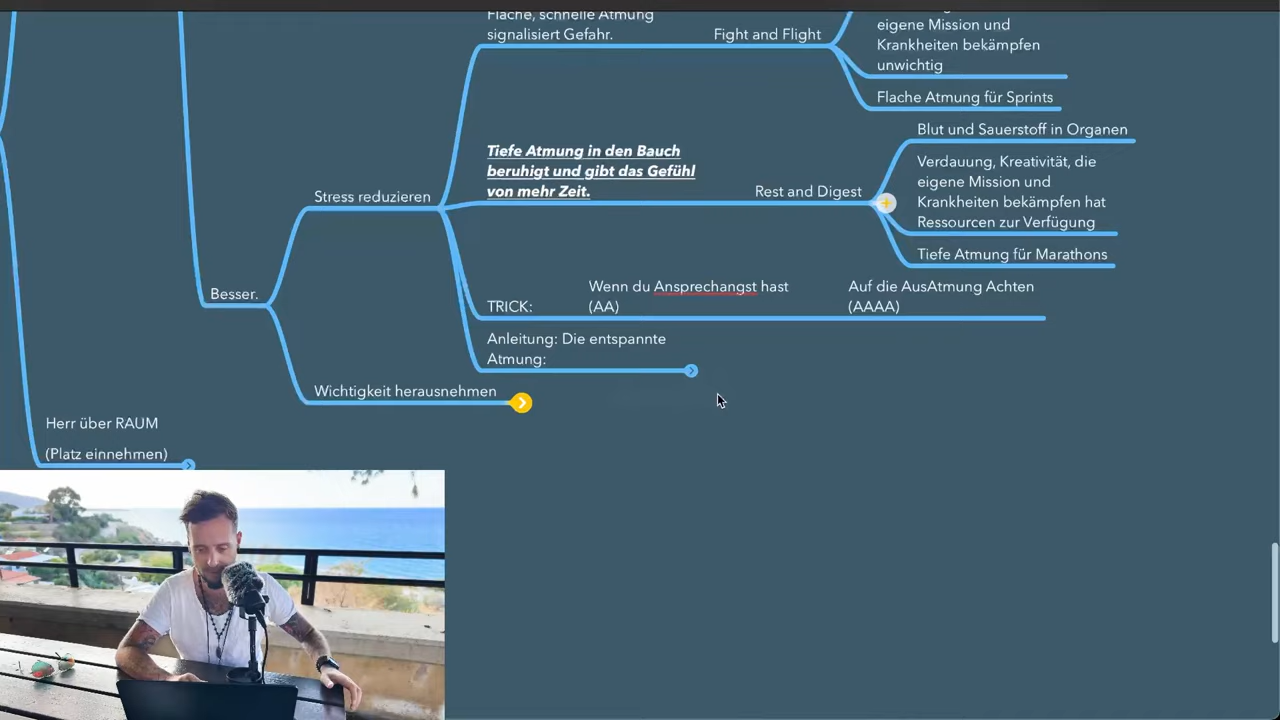 Flache, schnelle Atmung
signalisiert Gefahr.
Fight and Flight
eigene Mission und
Krankheiten bekämpfen
unwichtig
Flache Atmung für Sprints
Tiefe Atmung in den Bauch
beruhigt und gibt das Gefühl
von mehr Zeit.
Rest and Digest
Blut und Sauerstoff in Organen
Verdauung, Kreativität, die
eigene Mission und
Krankheiten bekämpfen hat
Ressourcen zur Verfügung
Tiefe Atmung für Marathons
Stress reduzieren
TRICK:
Wenn du Ansprechangst hast
(AA)
Auf die AusAtmung Achten
(AAAA)
Anleitung: Die entspannte
Atmung:
Besser.
Wichtigkeit herausnehmen
Herr über RAUM
(Platz einnehmen)